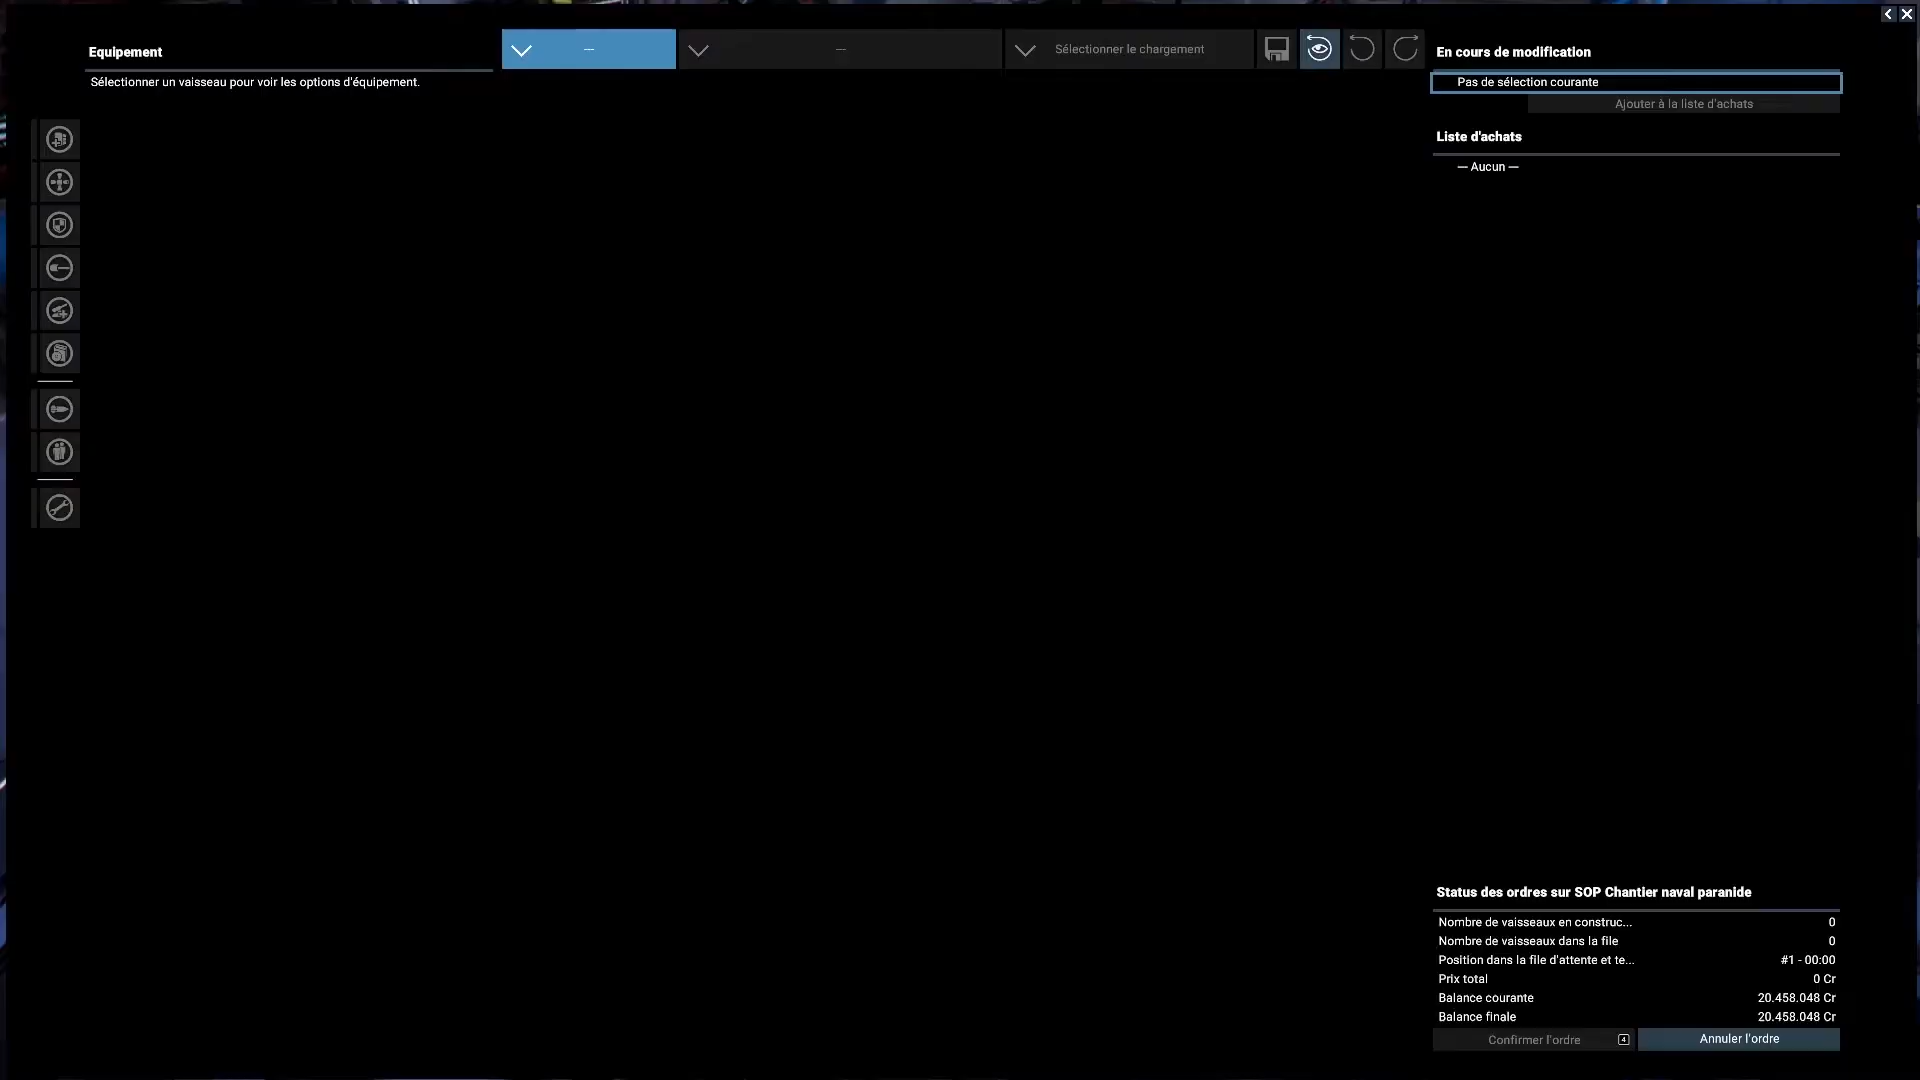 Equipement
Sélectionner un vaisseau pour voir les options d'équipement.
—
—
Sélectionner le chargement
En cours de modification
Pas de sélection courante
Ajouter à la liste d'achats
Liste d'achats
— Aucun —
Status des ordres sur SOP Chantier naval paranide
Nombre de vaisseaux en construc... 0
Nombre de vaisseaux dans la file 0
Position dans la file d'attente et te... #1 - 00:00
Prix total 0 Cr
Balance courante 20.458.048 Cr
Balance finale 20.458.048 Cr
Confirmer l'ordre 4
Annuler l'ordre